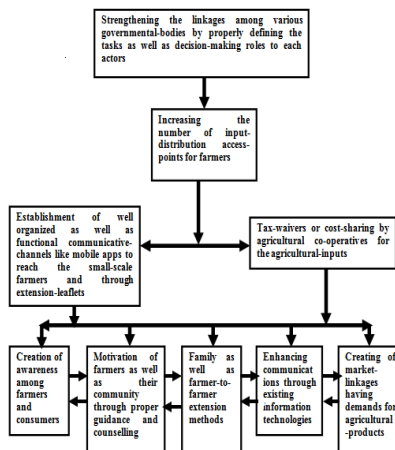 Strengthening the linkages among various
governmental-bodies by properly defining the
tasks as well as decision-making roles to each
actors
Increasing the
number of input-
distribution access-
points for farmers
Establishment of well
organized as well as
functional communicative-
channels like mobile apps to
reach the small-scale
farmers and through
extension-leaflets
Tax-waivers or cost-sharing by
agricultural co-operatives for
the agricultural-inputs
Creation of
awareness
among
farmers
and
consumers
Motivation of
farmers as well
as their
community
through proper
guidance and
counselling
Family as
well as
farmer-to-
farmer
extension
methods
Enhancing
communicat
ions through
existing
information
technologies
Creating of
market-
linkages
having
demands for
agricultural
-products